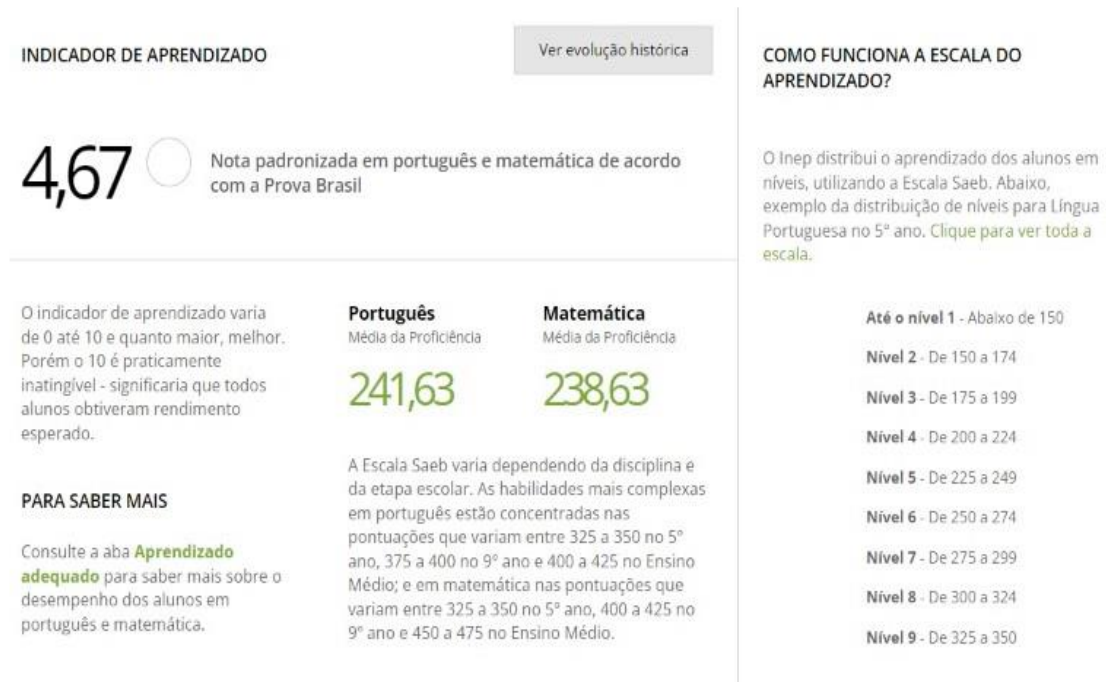 INDICADOR DE APRENDIZADO
Ver evolução histórica
4,67
Nota padronizada em português e matemática de acordo
com a Prova Brasil
O indicador de aprendizado varia
de 0 até 10 e quanto maior, melhor.
Porém o 10 é praticamente
inatingível - significaria que todos
alunos obtiveram rendimento
esperado.
PARA SABER MAIS
Consulte a aba Aprendizado
adequado para saber mais sobre o
desempenho dos alunos em
português e matemática.
Português
Média da Proficiência
241,63
Matemática
Média da Proficiência
238,63
A Escala Saeb varia dependendo da disciplina e
da etapa escolar. As habilidades mais complexas
em português estão concentradas nas
pontuações que variam entre 325 a 350 no 5º
ano, 375 a 400 no 9º ano e 400 a 425 no Ensino
Médio; e em matemática nas pontuações que
variam entre 325 a 350 no 5º ano, 400 a 425 no
9º ano e 450 a 475 no Ensino Médio.
COMO FUNCIONA A ESCALA DO
APRENDIZADO?
O Inep distribui o aprendizado dos alunos em
níveis, utilizando a Escala Saeb. Abaixo,
exemplo da distribuição de níveis para Língua
Portuguesa no 5º ano. Clique para ver toda a
escala.
Até o nível 1 - Abaixo de 150
Nível 2 - De 150 a 174
Nível 3 - De 175 a 199
Nível 4 - De 200 a 224
Nível 5 - De 225 a 249
Nível 6 - De 250 a 274
Nível 7 - De 275 a 299
Nível 8 - De 300 a 324
Nível 9 - De 325 a 350